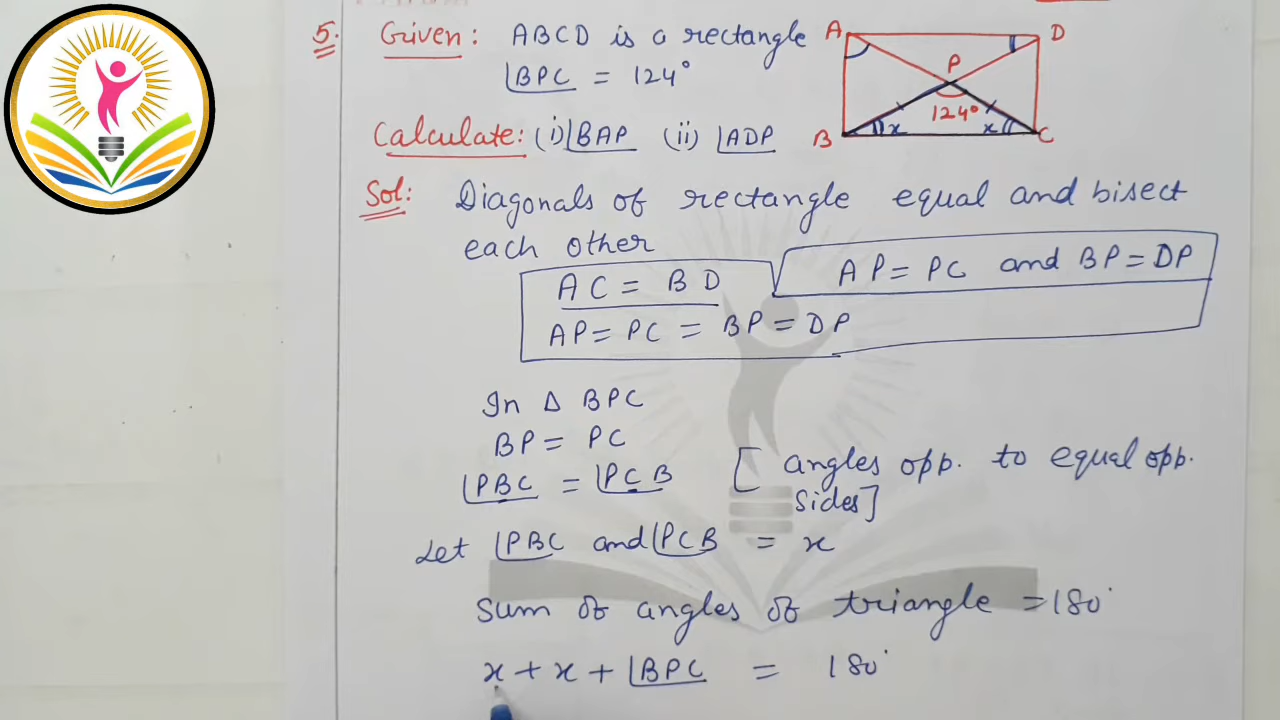 5. Given: ABCD is a rectangle
∠BPC = 124°
Calculate: (i) ∠BAP (ii) ∠ADP
A
D
P
124°
x
x
B
C
Sol: Diagonals of rectangle equal and bisect
each other
AC = BD
AP = PC and BP = DP
AP = PC = BP = DP
In Δ BPC
BP = PC
∠PBC = ∠PCB [angles opp. to equal opp.
sides]
Let ∠PBC and ∠PCB = x
Sum of angles of triangle = 180°
x + x + ∠BPC = 180°